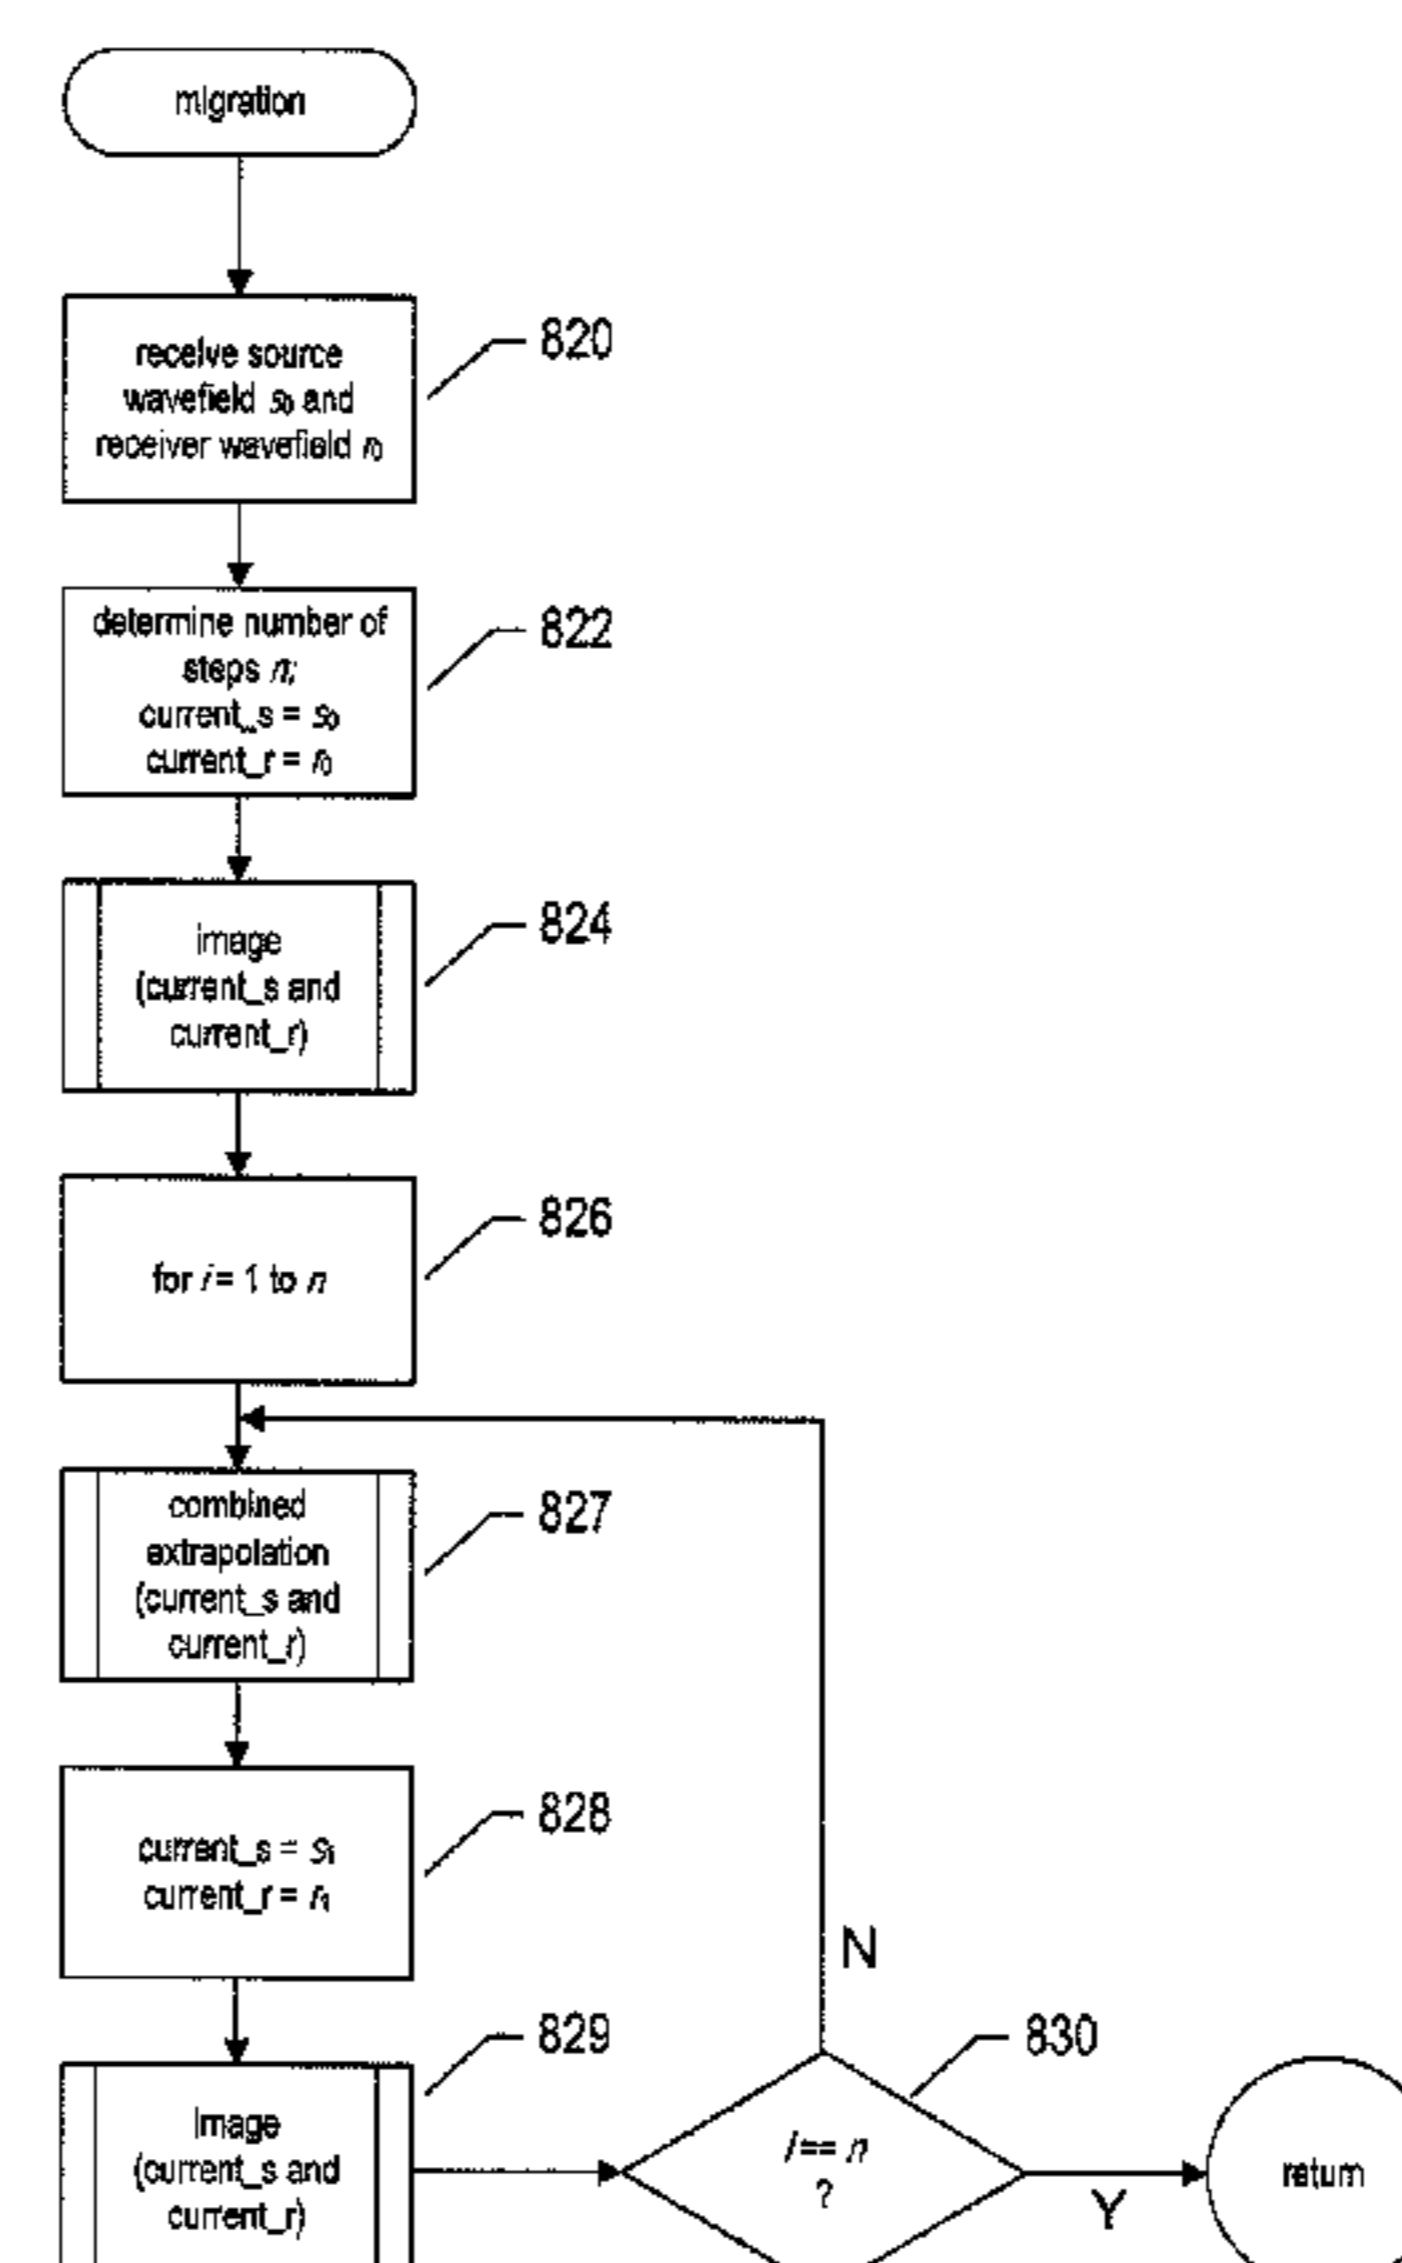 migration
receive source
wavefield s0 and
receiver wavefield r0
820
determine number of
steps n;
current_s = s0
current_r = r0
822
image
(current_s and
current_r)
824
for i = 1 to n
826
combined
extrapolation
(current_s and
current_r)
827
current_s = si
current_r = ri
828
N
829
830
image
(current_s and
current_r)
i == n
?
Y
return